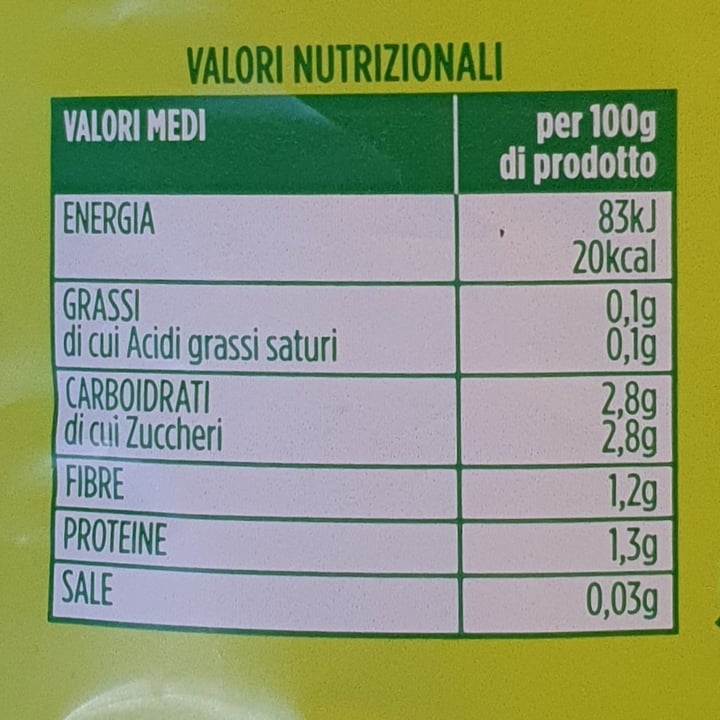 VALORI NUTRIZIONALI
VALORI MEDI per 100g
di prodotto
ENERGIA 83kJ
20kcal
GRASSI 0,1g
di cui Acidi grassi saturi 0,1g
CARBOIDRATI 2,8g
di cui Zuccheri 2,8g
FIBRE 1,2g
PROTEINE 1,3g
SALE 0,03g